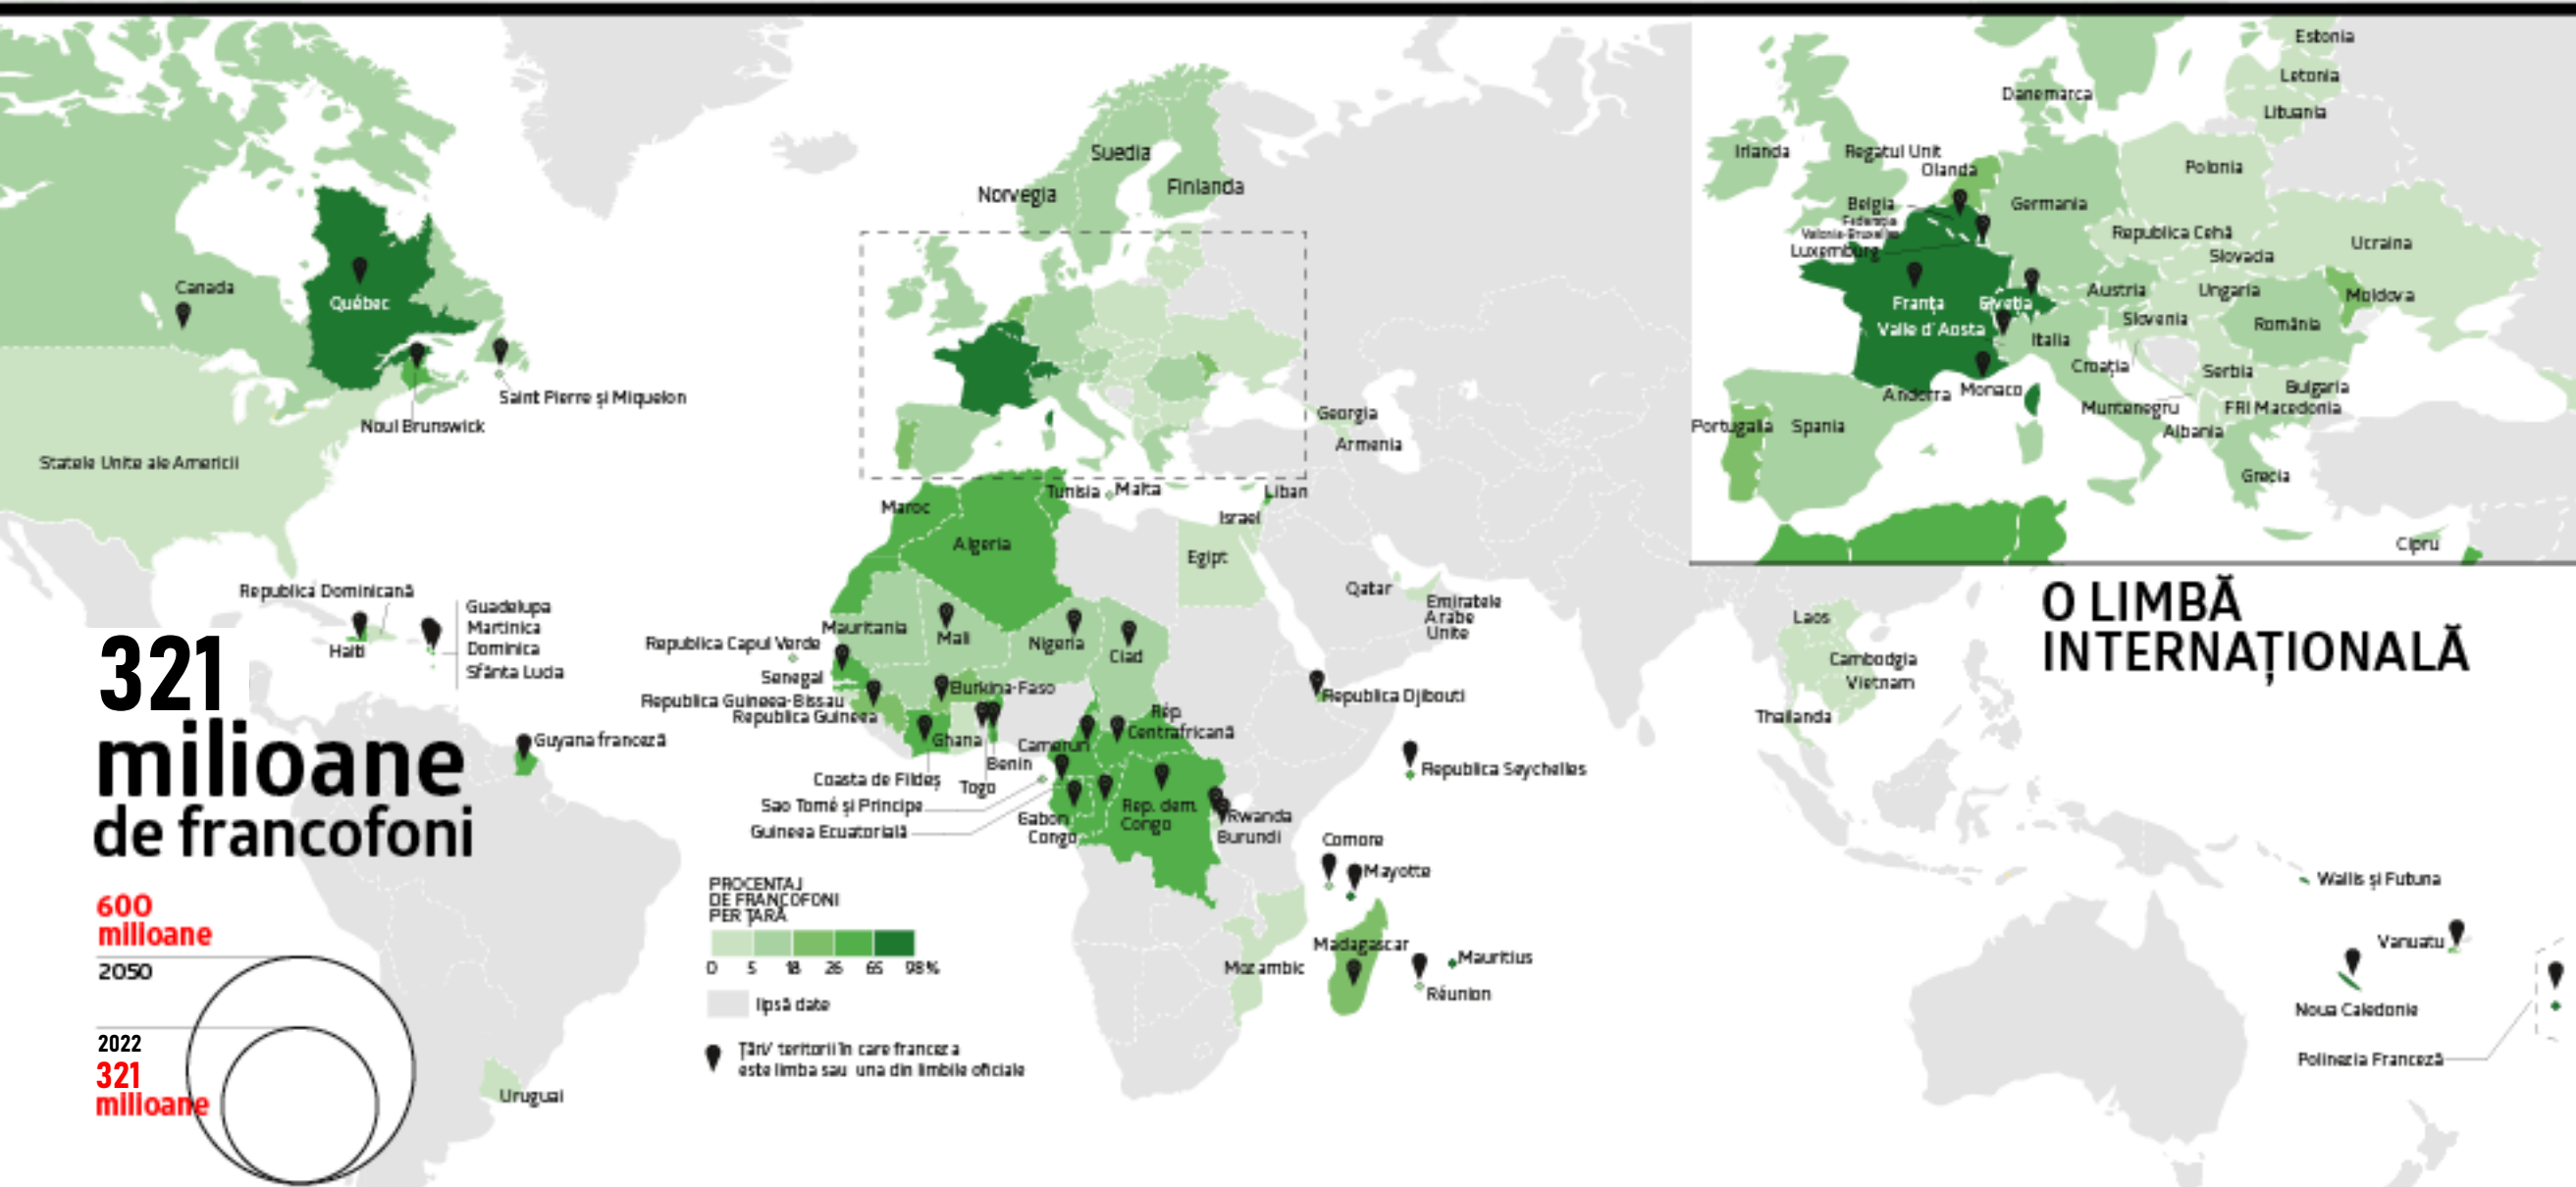 Canada
Québec
Saint Pierre și Miquelon
Noul Brunswick
Statele Unite ale Americii
Republica Dominicană
Haiti
Guadelupa
Martinica
Dominica
Sfânta Lucia
321
milioane
de francofoni
600
milioane
2050
2022
321
milioane
Guyana franceză
Uruguai
Norvegia
Suedia
Finlanda
Georgia
Armenia
Maroc
Tunisia
Malta
Liban
Israel
Algeria
Egipt
Qatar
Emiratele
Arabe
Unite
Mauritania
Mali
Nigeria
Ciad
Republica Capul Verde
Senegal
Republica Guineea-Bissau
Republica Guineea
Burkina-Faso
Ghana
Coasta de Fildeș
Togo
Benin
Camerun
Rép
Centrafricană
Sao Tomé și Principe
Guineea Ecuatorială
Gabon
Congo
Rep. dem.
Congo
Rwanda
Burundi
Republica Djibouti
Republica Seychelles
Comore
Mayotte
Madagascar
Mozambic
Mauritius
Réunion
PROCENTAJ
DE FRANCOFONI
PER ȚARĂ
0 5 18 26 65 98%
lipsă date
Țări/ teritorii în care franceza
este limba sau una din limbile oficiale
Estonia
Letonia
Lituania
Danemarca
Irlanda
Regatul Unit
Olanda
Belgia
Federația
Valonia-Bruxelles
Luxemburg
Germania
Polonia
Republica Cehă
Slovacia
Ucraina
Franța
Elveția
Valle d'Aosta
Austria
Ungaria
Moldova
Slovenia
România
Italia
Croația
Serbia
Bulgaria
Andorra
Monaco
Muntenegru
FRI Macedonia
Albania
Portugalia
Spania
Grecia
Cipru
O LIMBĂ
INTERNAȚIONALĂ
Laos
Cambodgia
Vietnam
Thailanda
Wallis și Futuna
Vanuatu
Noua Caledonie
Polinezia Franceză